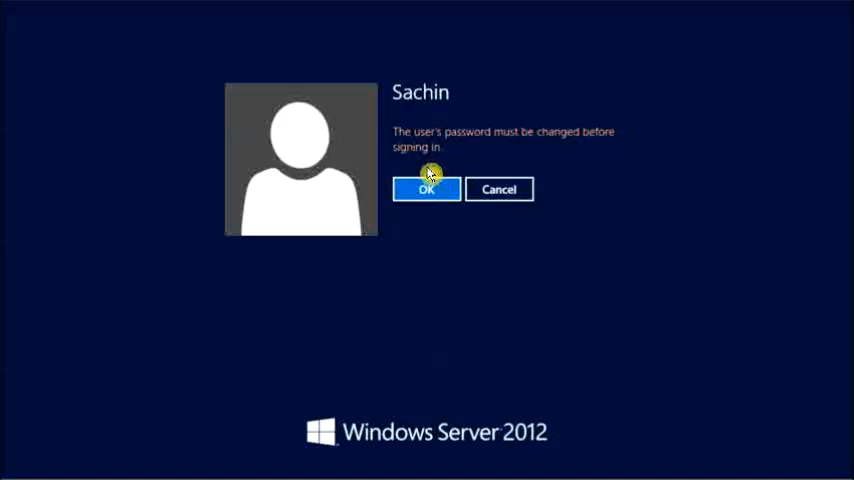 Sachin
The user's password must be changed before
signing in.
OK
Cancel
Windows Server 2012